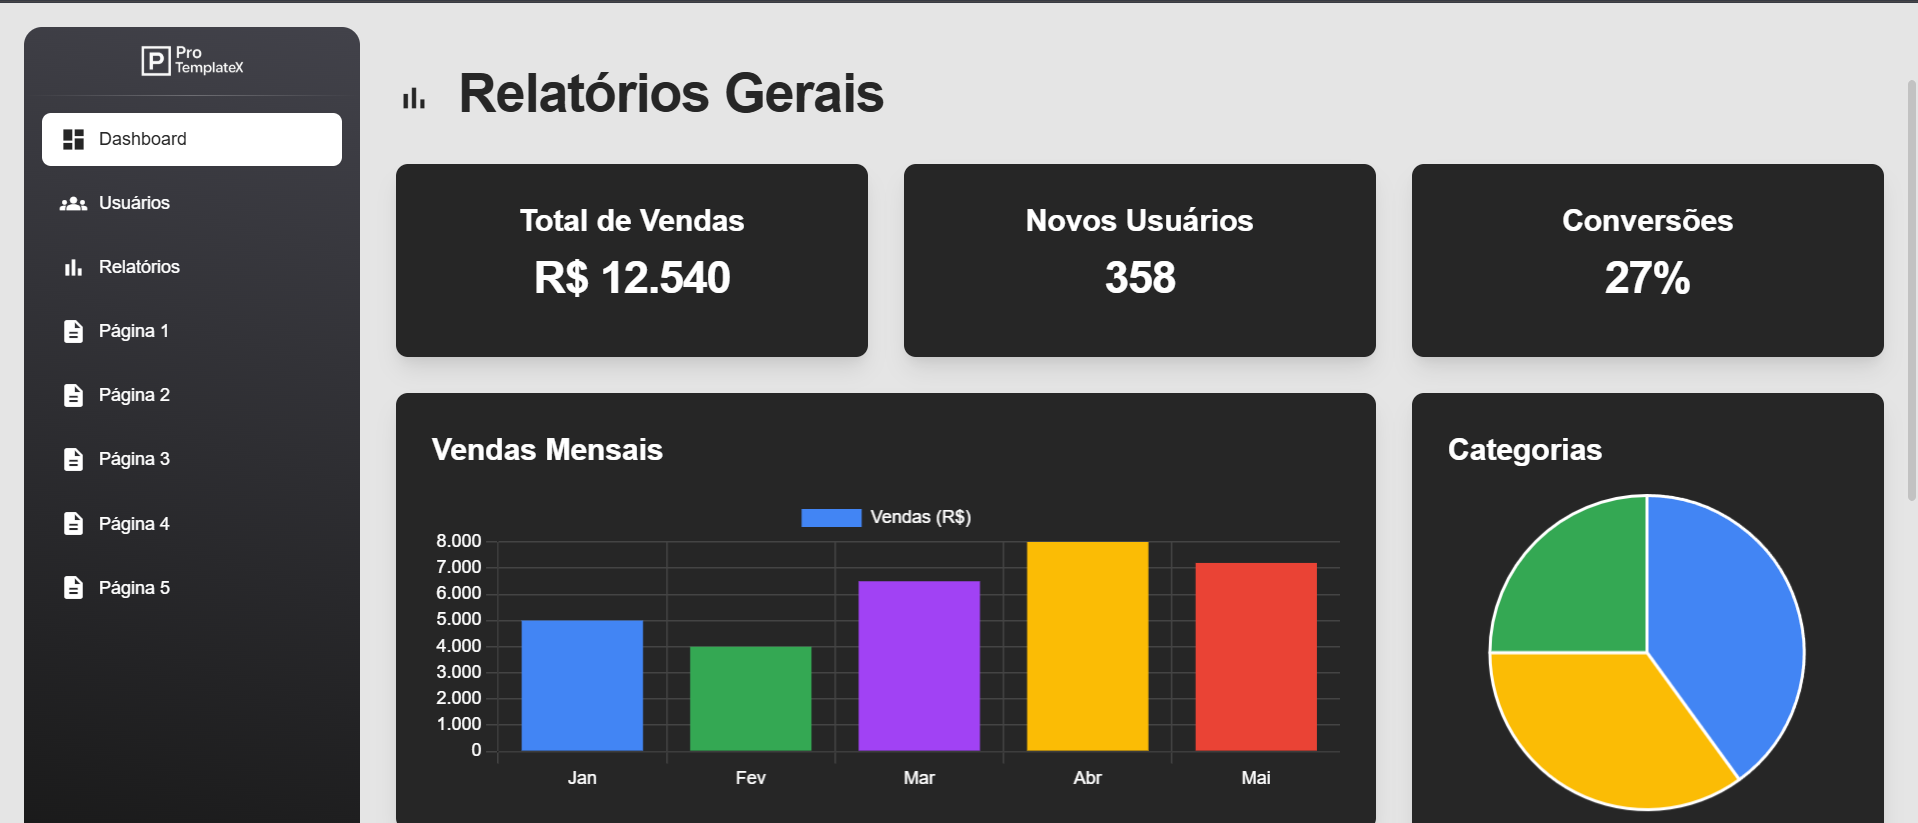 P Pro
TemplateX
Dashboard
Usuários
Relatórios
Página 1
Página 2
Página 3
Página 4
Página 5
Relatórios Gerais
Total de Vendas
R$ 12.540
Novos Usuários
358
Conversões
27%
Vendas Mensais
Vendas (R$)
8.000
7.000
6.000
5.000
4.000
3.000
2.000
1.000
0
Jan Fev Mar Abr Mai
Categorias